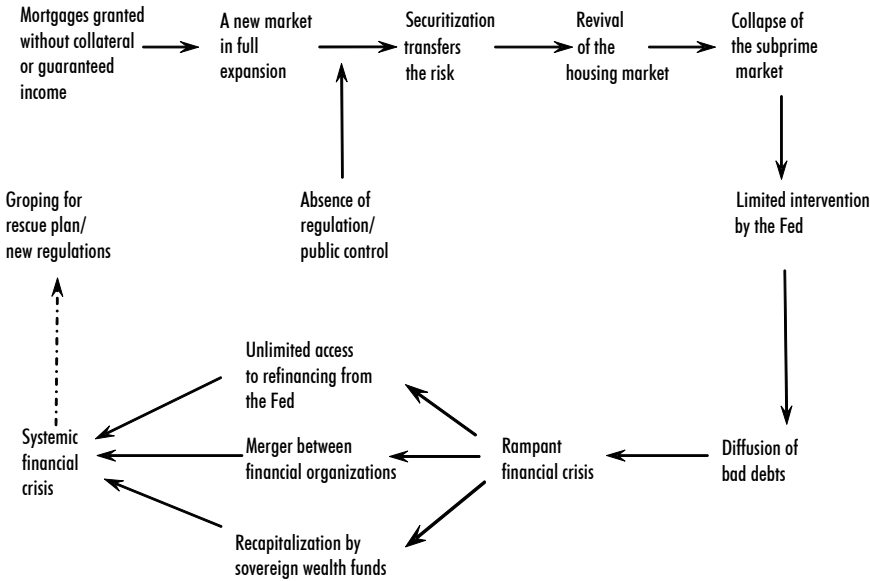 Mortgages granted
without collateral
or guaranteed
income
A new market
in full
expansion
Securitization
transfers
the risk
Revival
of the
housing market
Collapse of
the subprime
market
Groping for
rescue plan/
new regulations
Absence of
regulation/
public control
Limited intervention
by the Fed
Unlimited access
to refinancing from
the Fed
Systemic
financial
crisis
Merger between
financial organizations
Rampant
financial crisis
Diffusion of
bad debts
Recapitalization by
sovereign wealth funds